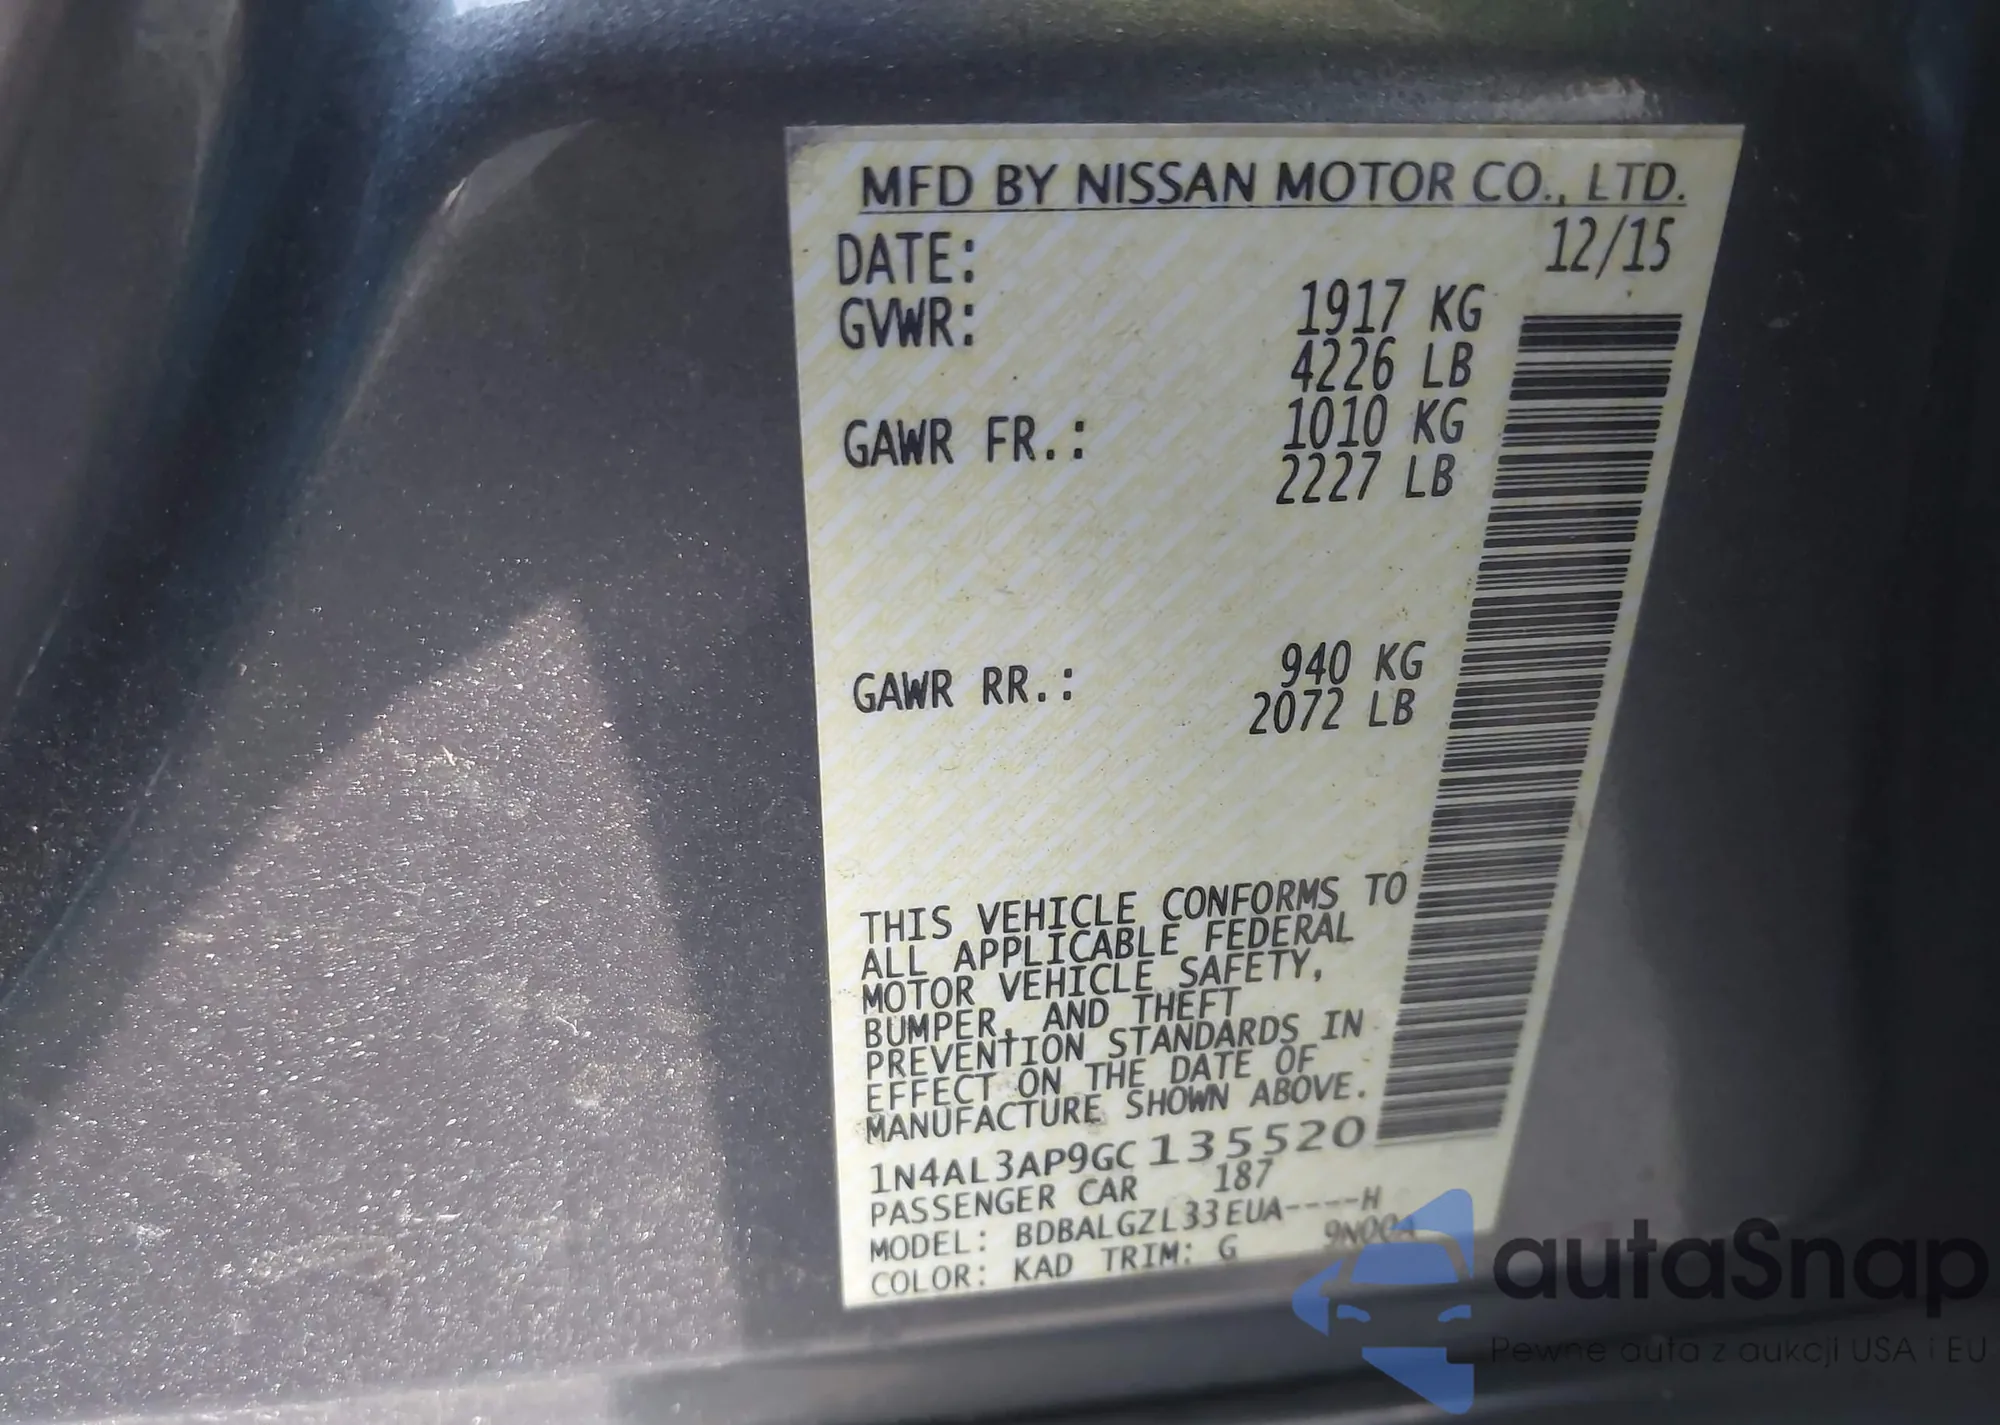 MFD BY NISSAN MOTOR CO., LTD.
DATE: 12/15
GVWR: 1917 KG
4226 LB
GAWR FR.: 1010 KG
2227 LB
GAWR RR.: 940 KG
2072 LB
THIS VEHICLE CONFORMS TO
ALL APPLICABLE FEDERAL
MOTOR VEHICLE SAFETY,
BUMPER, AND THEFT
PREVENTION STANDARDS IN
EFFECT ON THE DATE OF
MANUFACTURE SHOWN ABOVE.
1N4AL3AP9GC135520
PASSENGER CAR 187
MODEL: BDBALGZL33EUA----H
COLOR: KAD TRIM: G 9N00A
autoSnap
Pewne auta z aukcji USA i EU